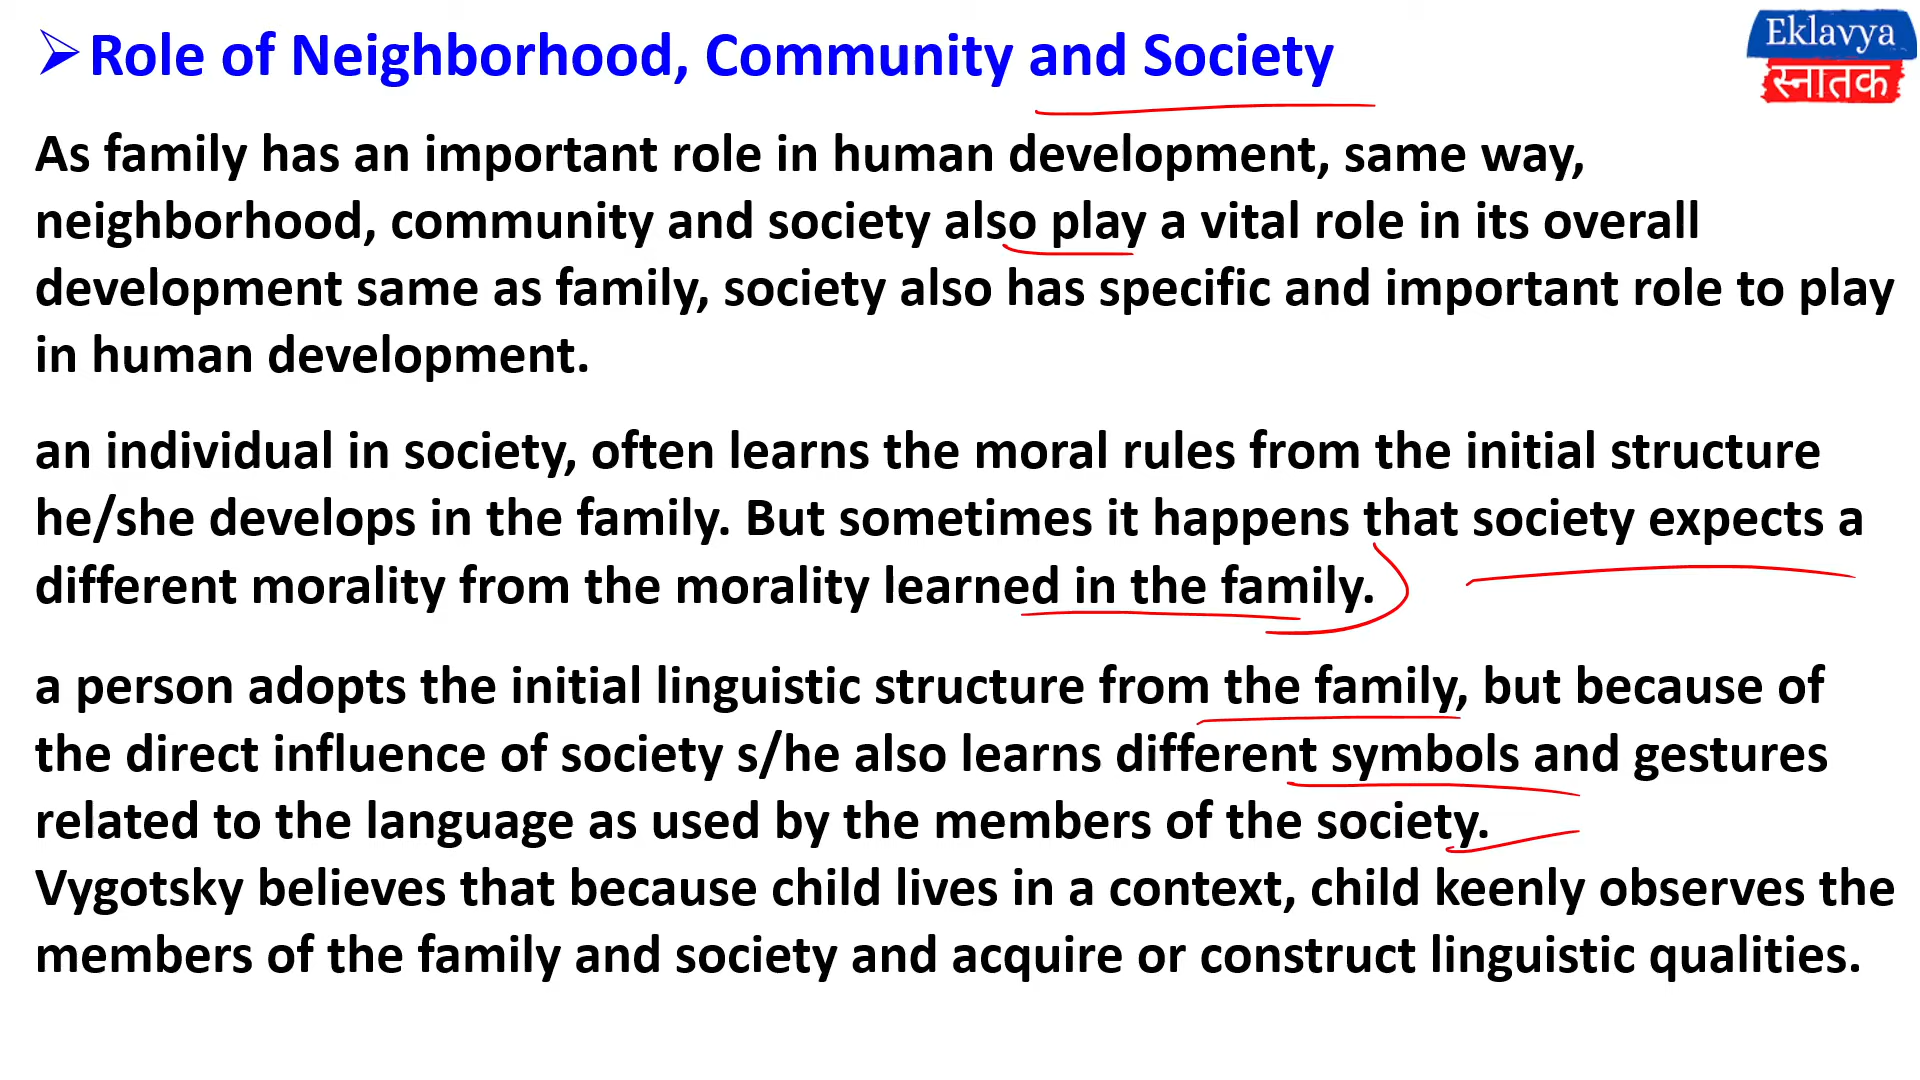 Role of Neighborhood, Community and Society
Eklavya
स्नातक
As family has an important role in human development, same way,
neighborhood, community and society also play a vital role in its overall
development same as family, society also has specific and important role to play
in human development.
an individual in society, often learns the moral rules from the initial structure
he/she develops in the family. But sometimes it happens that society expects a
different morality from the morality learned in the family.
a person adopts the initial linguistic structure from the family, but because of
the direct influence of society s/he also learns different symbols and gestures
related to the language as used by the members of the society.
Vygotsky believes that because child lives in a context, child keenly observes the
members of the family and society and acquire or construct linguistic qualities.